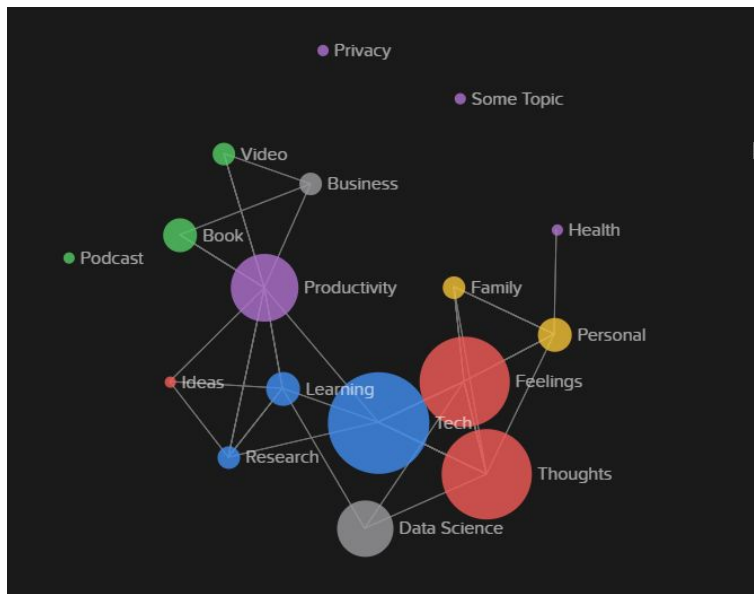 Privacy
Some Topic
Video
Business
Health
Book
Podcast
Productivity
Family
Personal
Ideas
Learning
Feelings
Tech
Research
Thoughts
Data Science